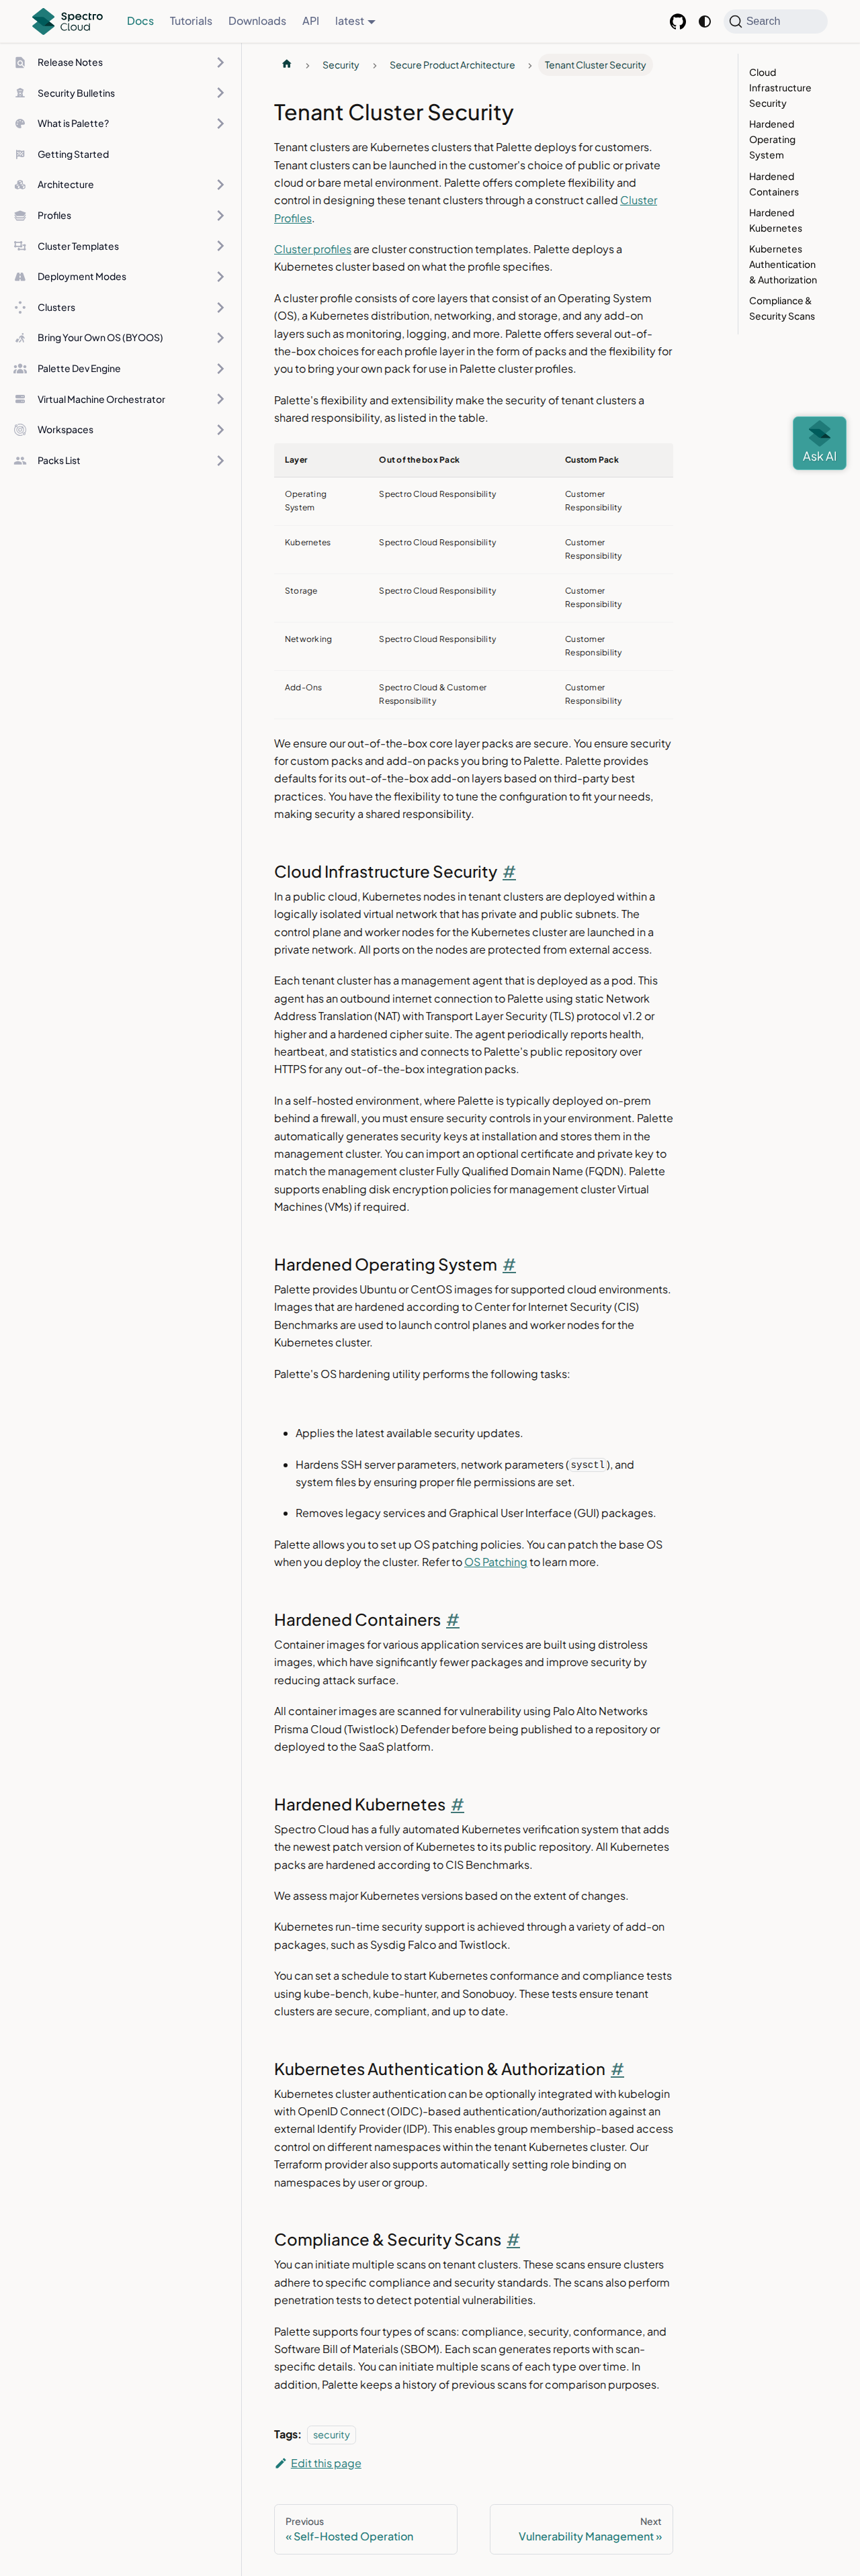 Spectro Cloud
Docs
Tutorials
Downloads
API
latest
Search
Release Notes
Security Bulletins
What is Palette?
Getting Started
Architecture
Profiles
Cluster Templates
Deployment Modes
Clusters
Bring Your Own OS (BYOOS)
Palette Dev Engine
Virtual Machine Orchestrator
Workspaces
Packs List
Security
Secure Product Architecture
Tenant Cluster Security
Tenant Cluster Security
Tenant clusters are Kubernetes clusters that Palette deploys for customers.
Tenant clusters can be launched in the customer's choice of public or private
cloud or bare metal environment. Palette offers complete flexibility and
control in designing these tenant clusters through a construct called Cluster
Profiles.
Cluster profiles are cluster construction templates. Palette deploys a
Kubernetes cluster based on what the profile specifies.
A cluster profile consists of core layers that consist of an Operating System
(OS), a Kubernetes distribution, networking, and storage, and any add-on
layers such as monitoring, logging, and more. Palette offers several out-of-
the-box choices for each profile layer in the form of packs and the flexibility for
you to bring your own pack for use in Palette cluster profiles.
Palette's flexibility and extensibility make the security of tenant clusters a
shared responsibility, as listed in the table.
Layer
Out of the box Pack
Custom Pack
Operating
System
Spectro Cloud Responsibility
Customer
Responsibility
Kubernetes
Spectro Cloud Responsibility
Customer
Responsibility
Storage
Spectro Cloud Responsibility
Customer
Responsibility
Networking
Spectro Cloud Responsibility
Customer
Responsibility
Add-Ons
Spectro Cloud & Customer
Responsibility
Customer
Responsibility
We ensure our out-of-the-box core layer packs are secure. You ensure security
for custom packs and add-on packs you bring to Palette. Palette provides
defaults for its out-of-the-box add-on layers based on third-party best
practices. You have the flexibility to tune the configuration to fit your needs,
making security a shared responsibility.
Cloud Infrastructure Security #
In a public cloud, Kubernetes nodes in tenant clusters are deployed within a
logically isolated virtual network that has private and public subnets. The
control plane and worker nodes for the Kubernetes cluster are launched in a
private network. All ports on the nodes are protected from external access.
Each tenant cluster has a management agent that is deployed as a pod. This
agent has an outbound internet connection to Palette using static Network
Address Translation (NAT) with Transport Layer Security (TLS) protocol v1.2 or
higher and a hardened cipher suite. The agent periodically reports health,
heartbeat, and statistics and connects to Palette's public repository over
HTTPS for any out-of-the-box integration packs.
In a self-hosted environment, where Palette is typically deployed on-prem
behind a firewall, you must ensure security controls in your environment. Palette
automatically generates security keys at installation and stores them in the
management cluster. You can import an optional certificate and private key to
match the management cluster Fully Qualified Domain Name (FQDN). Palette
supports enabling disk encryption policies for management cluster Virtual
Machines (VMs) if required.
Hardened Operating System #
Palette provides Ubuntu or CentOS images for supported cloud environments.
Images that are hardened according to Center for Internet Security (CIS)
Benchmarks are used to launch control planes and worker nodes for the
Kubernetes cluster.
Palette's OS hardening utility performs the following tasks:
• Applies the latest available security updates.
• Hardens SSH server parameters, network parameters (sysctl), and
system files by ensuring proper file permissions are set.
• Removes legacy services and Graphical User Interface (GUI) packages.
Palette allows you to set up OS patching policies. You can patch the base OS
when you deploy the cluster. Refer to OS Patching to learn more.
Hardened Containers #
Container images for various application services are built using distroless
images, which have significantly fewer packages and improve security by
reducing attack surface.
All container images are scanned for vulnerability using Palo Alto Networks
Prisma Cloud (Twistlock) Defender before being published to a repository or
deployed to the SaaS platform.
Hardened Kubernetes #
Spectro Cloud has a fully automated Kubernetes verification system that adds
the newest patch version of Kubernetes to its public repository. All Kubernetes
packs are hardened according to CIS Benchmarks.
We assess major Kubernetes versions based on the extent of changes.
Kubernetes run-time security support is achieved through a variety of add-on
packages, such as Sysdig Falco and Twistlock.
You can set a schedule to start Kubernetes conformance and compliance tests
using kube-bench, kube-hunter, and Sonobuoy. These tests ensure tenant
clusters are secure, compliant, and up to date.
Kubernetes Authentication & Authorization #
Kubernetes cluster authentication can be optionally integrated with kubelogin
with OpenID Connect (OIDC)-based authentication/authorization against an
external Identify Provider (IDP). This enables group membership-based access
control on different namespaces within the tenant Kubernetes cluster. Our
Terraform provider also supports automatically setting role binding on
namespaces by user or group.
Compliance & Security Scans #
You can initiate multiple scans on tenant clusters. These scans ensure clusters
adhere to specific compliance and security standards. The scans also perform
penetration tests to detect potential vulnerabilities.
Palette supports four types of scans: compliance, security, conformance, and
Software Bill of Materials (SBOM). Each scan generates reports with scan-
specific details. You can initiate multiple scans of each type over time. In
addition, Palette keeps a history of previous scans for comparison purposes.
Tags: security
Edit this page
Previous
« Self-Hosted Operation
Next
Vulnerability Management »
Cloud
Infrastructure
Security
Hardened
Operating
System
Hardened
Containers
Hardened
Kubernetes
Kubernetes
Authentication
& Authorization
Compliance &
Security Scans
Ask AI